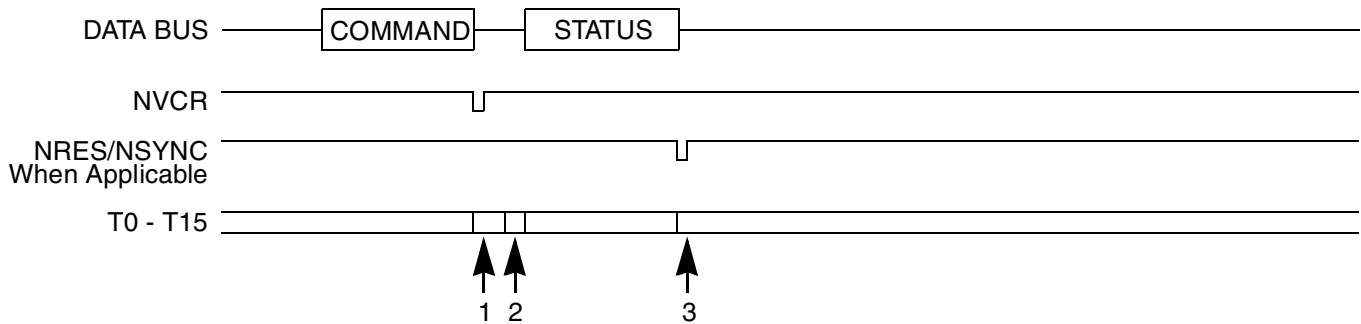 DATA BUS
COMMAND
STATUS
NVCR
NRES/NSYNC
When Applicable
T0 - T15
1
2
3